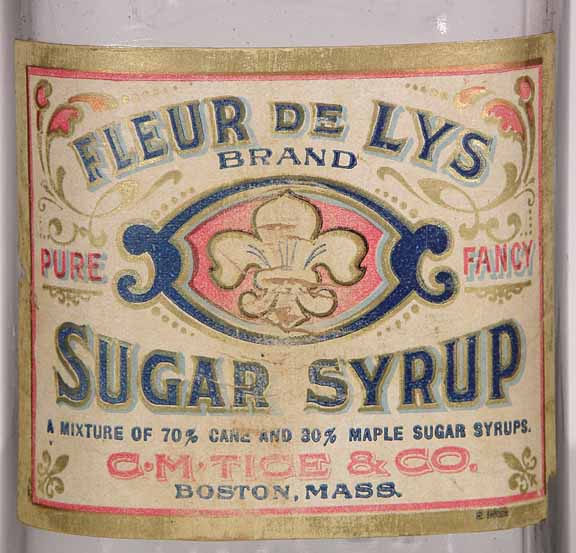 FLEUR DE LYS
BRAND
PURE FANCY
SUGAR SYRUP
A MIXTURE OF 70% CANE AND 30% MAPLE SUGAR SYRUPS.
C·M·TICE & CO.
BOSTON, MASS.